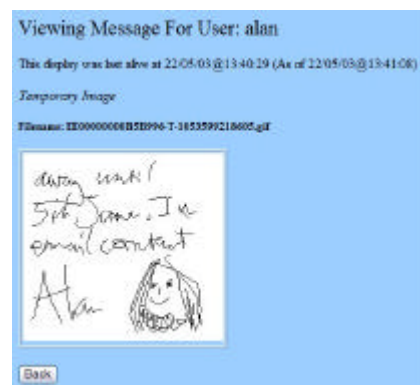 Viewing Message For User: alan
This display was last alive at 22/05/03@13:40:29 (As of 22/05/03@13:41:08)
Temporary Image
away until
5th June. In
email contact
Alan
Back